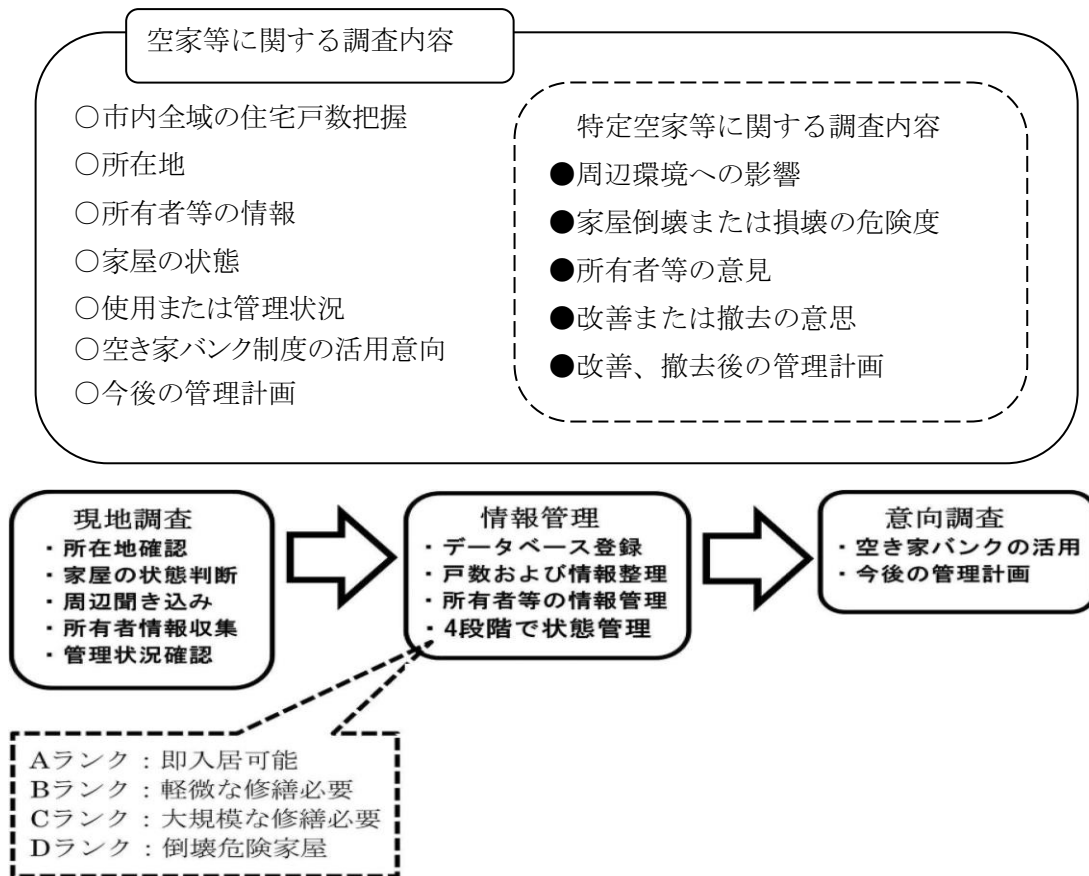 空家等に関する調査内容
○市内全域の住宅戸数把握
○所在地
○所有者等の情報
○家屋の状態
○使用または管理状況
○空き家バンク制度の活用意向
○今後の管理計画
特定空家等に関する調査内容
●周辺環境への影響
●家屋倒壊または損壊の危険度
●所有者等の意見
●改善または撤去の意思
●改善、撤去後の管理計画
現地調査
・所在地確認
・家屋の状態判断
・周辺聞き込み
・所有者情報収集
・管理状況確認
情報管理
・データベース登録
・戸数および情報整理
・所有者等の情報管理
・4段階で状態管理
意向調査
・空き家バンクの活用
・今後の管理計画
Aランク：即入居可能
Bランク：軽微な修繕必要
Cランク：大規模な修繕必要
Dランク：倒壊危険家屋